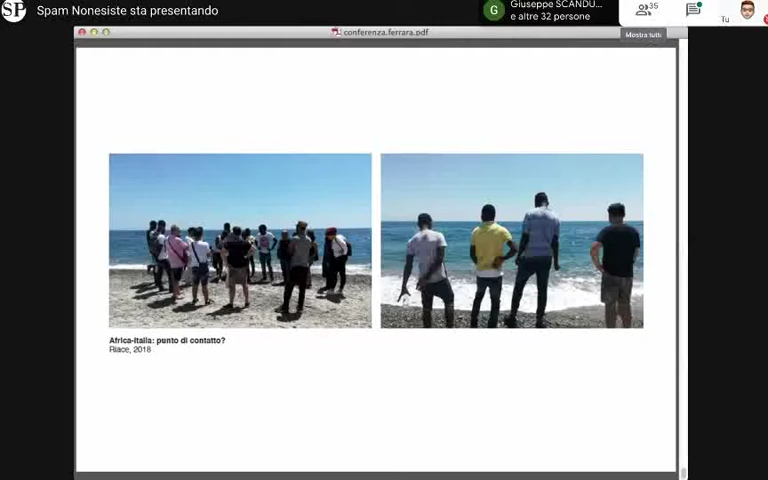 SP
Spam Nonesiste sta presentando
G
Giuseppe SCANDU...
e altre 32 persone
35
Tu
conferenza.ferrara.pdf
Mostra tutti
Africa-Italia: punto di contatto?
Riace, 2018